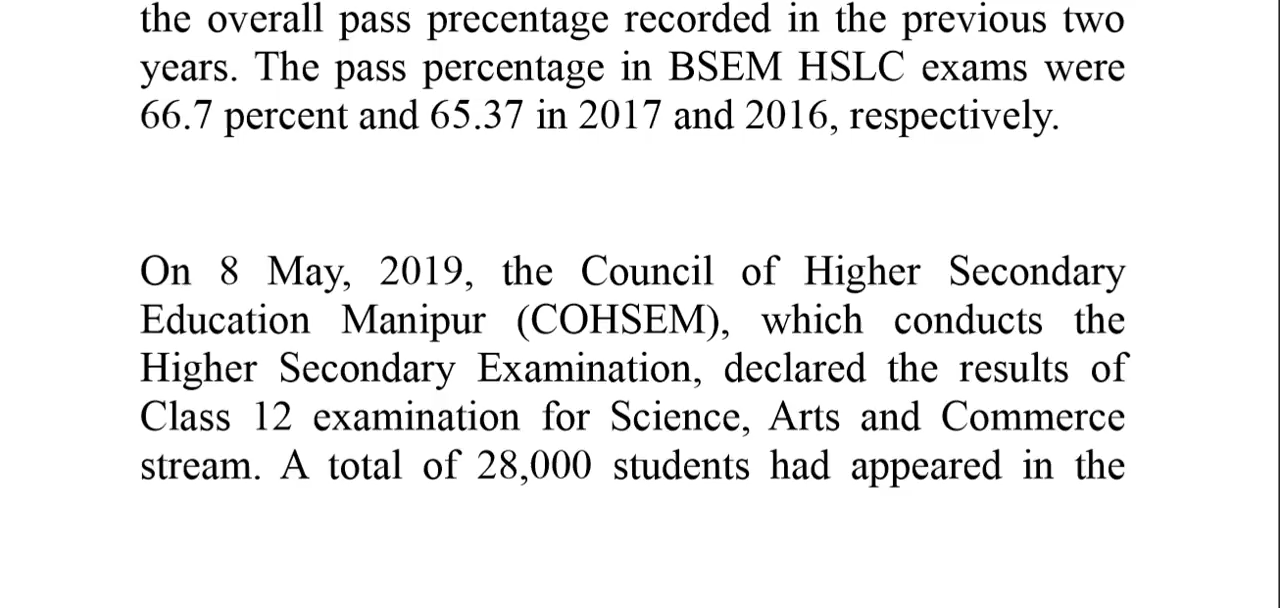 the overall pass precentage recorded in the previous two
years. The pass percentage in BSEM HSLC exams were
66.7 percent and 65.37 in 2017 and 2016, respectively.
On 8 May, 2019, the Council of Higher Secondary
Education Manipur (COHSEM), which conducts the
Higher Secondary Examination, declared the results of
Class 12 examination for Science, Arts and Commerce
stream. A total of 28,000 students had appeared in the